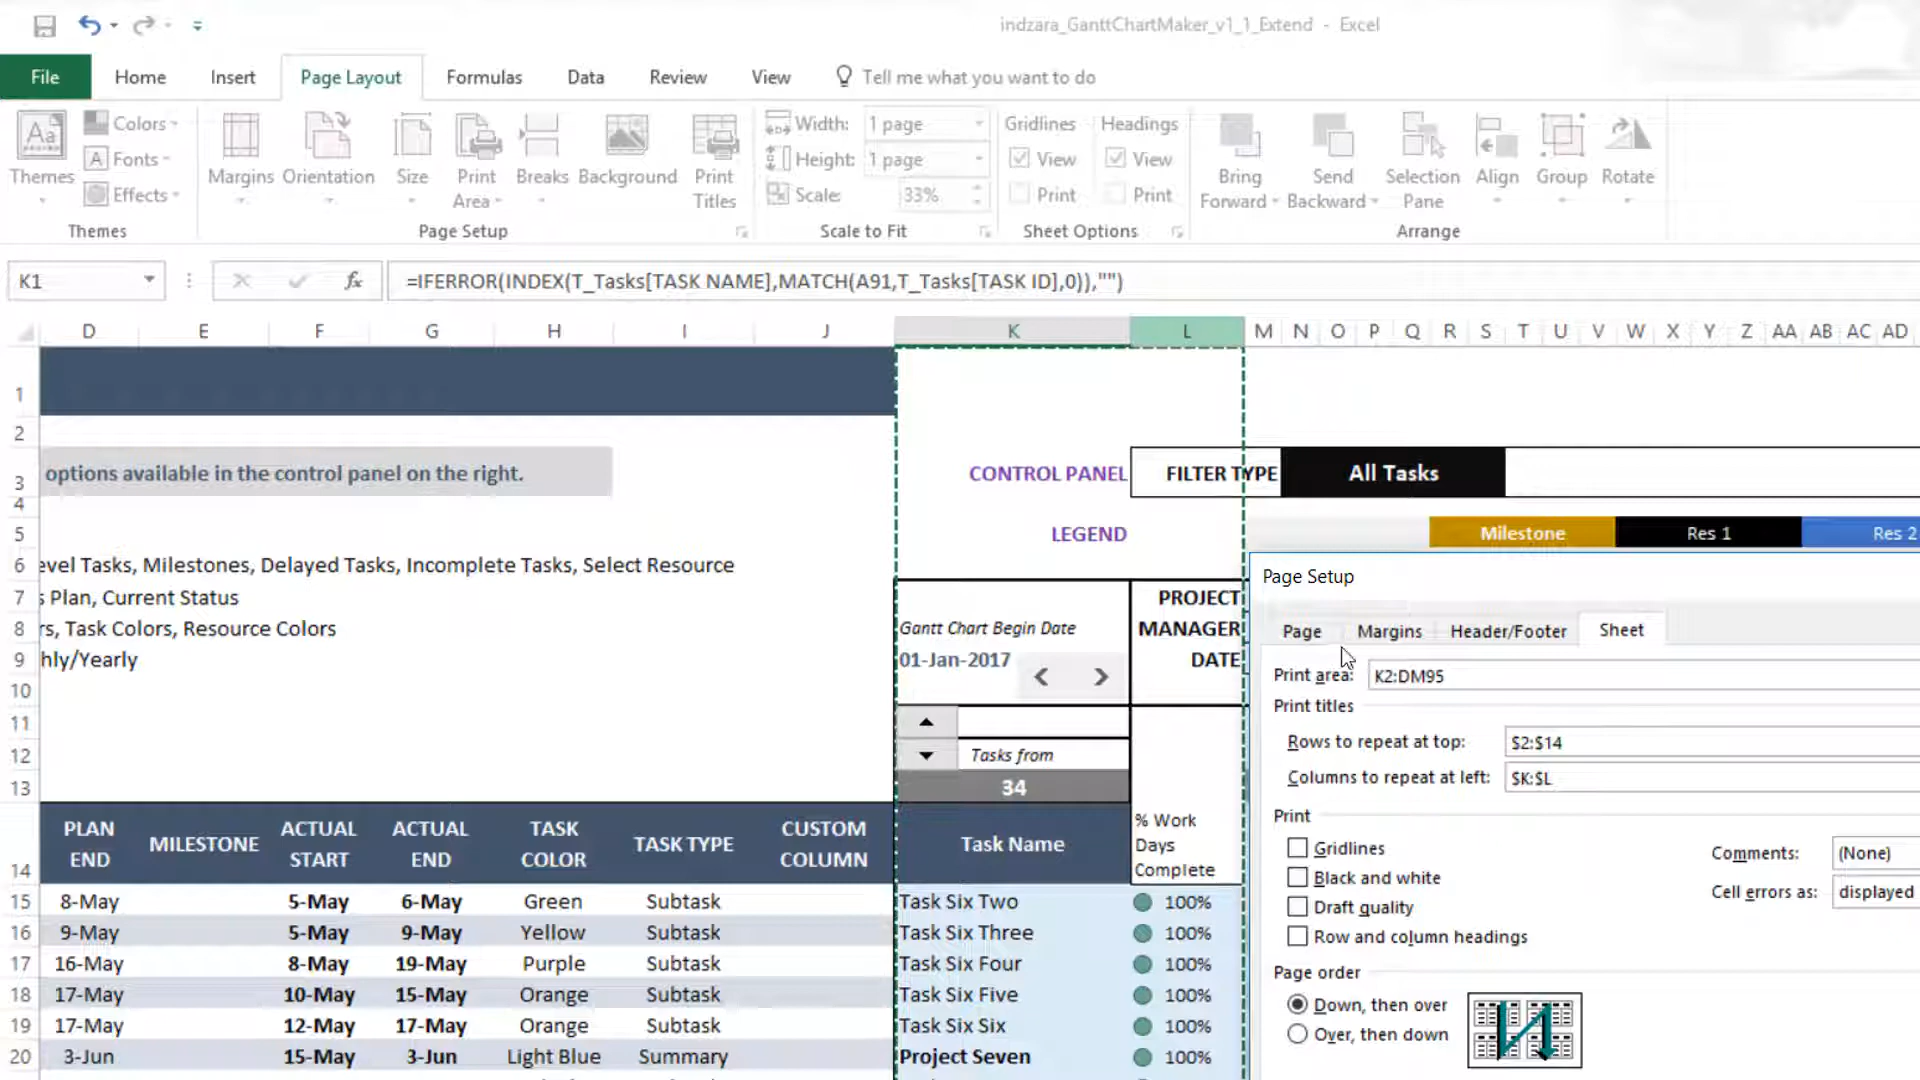 indzara_GanttChartMaker_v1_1_Extend - Excel
File Home Insert Page Layout Formulas Data Review View Tell me what you want to do
Aa Colors Width: 1 page Gridlines Headings
A Fonts Height: 1 page View View
Themes Effects Margins Orientation Size Print Area Breaks Background Print Titles Scale: 33% Print Print Bring Forward Send Backward Selection Pane Align Group Rotate
Themes Page Setup Scale to Fit Sheet Options Arrange
K1 fx =IFERROR(INDEX(T_Tasks[TASK NAME],MATCH(A91,T_Tasks[TASK ID],0)),"")
D E F G H I J K L M N O P Q R S T U V W X Y Z AA AB AC AD
1
2
3 options available in the control panel on the right. CONTROL PANEL FILTER TYPE All Tasks
4
5 LEGEND Milestone Res 1 Res 2
6 evel Tasks, Milestones, Delayed Tasks, Incomplete Tasks, Select Resource
7 s Plan, Current Status PROJECT
8 rs, Task Colors, Resource Colors Gantt Chart Begin Date MANAGER
9 hly/Yearly 01-Jan-2017 DATE
10
11
12 Tasks from
13 34
14 PLAN END MILESTONE ACTUAL START ACTUAL END TASK COLOR TASK TYPE CUSTOM COLUMN Task Name % Work Days Complete
15 8-May 5-May 6-May Green Subtask Task Six Two 100%
16 9-May 5-May 9-May Yellow Subtask Task Six Three 100%
17 16-May 8-May 19-May Purple Subtask Task Six Four 100%
18 17-May 10-May 15-May Orange Subtask Task Six Five 100%
19 17-May 12-May 17-May Orange Subtask Task Six Six 100%
20 3-Jun 15-May 3-Jun Light Blue Summary Project Seven 100%
Page Setup
Page Margins Header/Footer Sheet
Print area: K2:DM95
Print titles
Rows to repeat at top: $2:$14
Columns to repeat at left: $K:$L
Print
Gridlines Comments: (None)
Black and white Cell errors as: displayed
Draft quality
Row and column headings
Page order
Down, then over
Over, then down